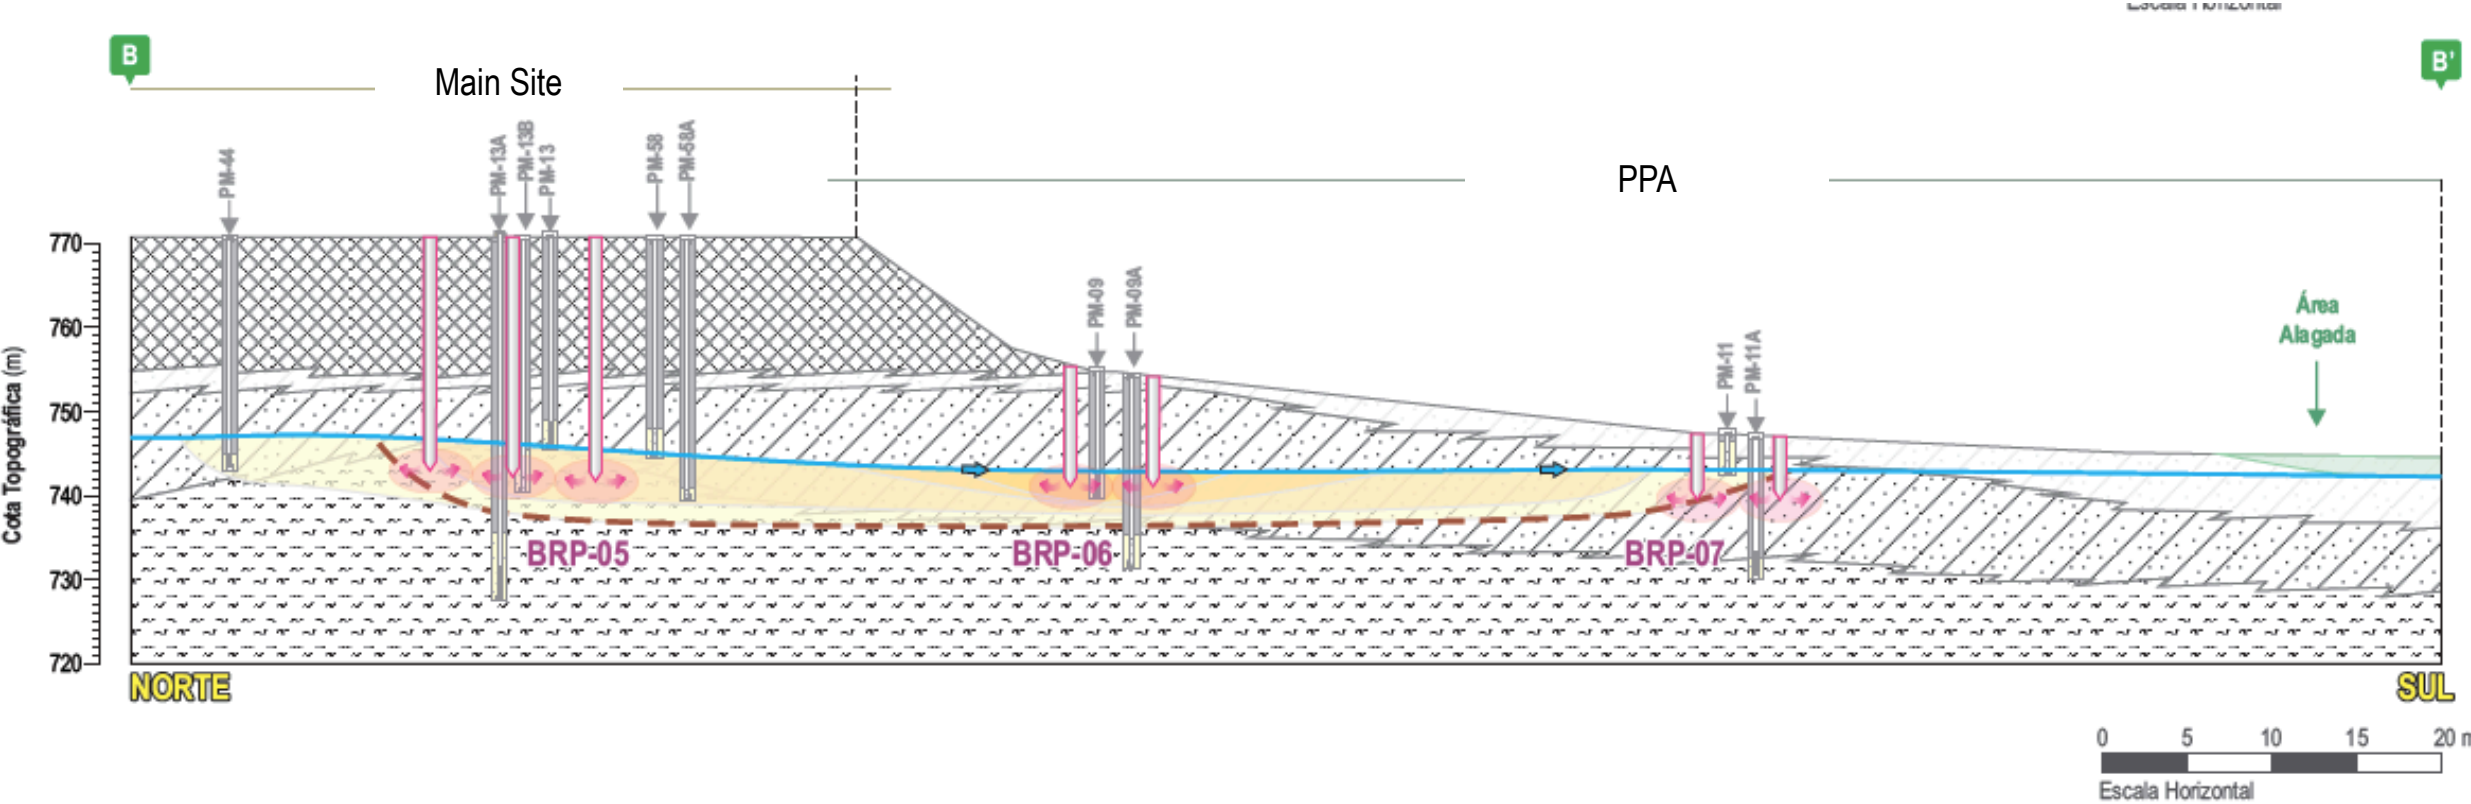 Escala Horizontal
B
B'
Main Site
PPA
PM-44
PM-13A
PM-13B
PM-13
PM-58
PM-58A
PM-09
PM-09A
PM-11
PM-11A
Área
Alagada
Cota Topográfica (m)
770
760
750
740
730
720
BRP-05
BRP-06
BRP-07
NORTE
SUL
0 5 10 15 20 m
Escala Horizontal